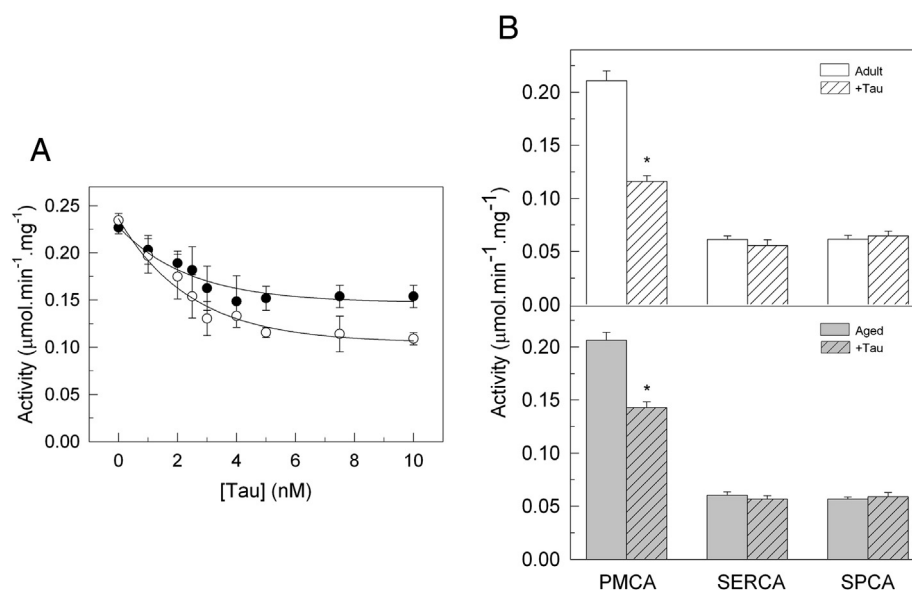 A
Activity (μmol.min⁻¹.mg⁻¹)
0.25
0.20
0.15
0.10
0.05
0.00
0 2 4 6 8 10
[Tau] (nM)
B
Activity (μmol.min⁻¹.mg⁻¹)
0.20
0.15
0.10
0.05
0.00
Adult
+Tau
*
0.20
0.15
0.10
0.05
0.00
Aged
+Tau
*
PMCA SERCA SPCA